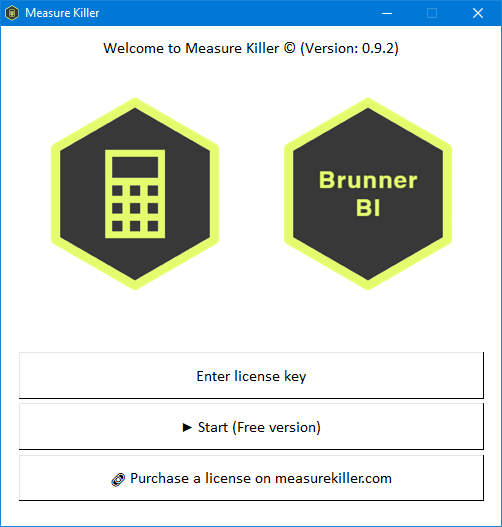 Measure Killer
Welcome to Measure Killer © (Version: 0.9.2)
Brunner
BI
Enter license key
► Start (Free version)
🔗 Purchase a license on measurekiller.com